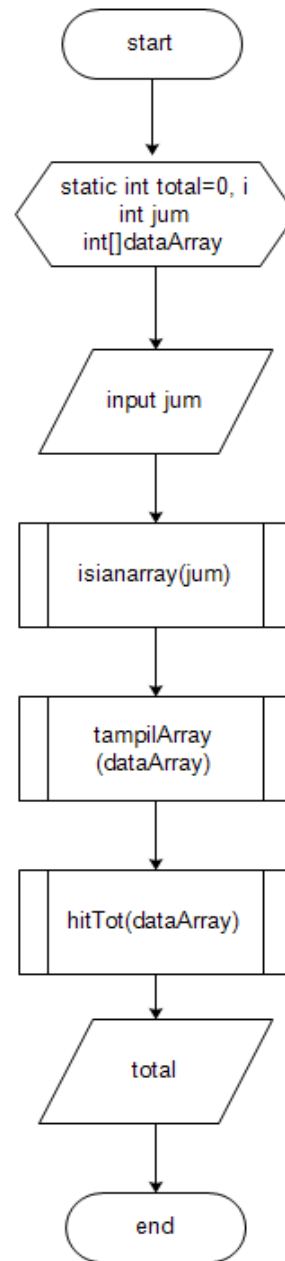 start
static int total=0, i
int jum
int[]dataArray
input jum
isianarray(jum)
tampilArray
(dataArray)
hitTot(dataArray)
total
end